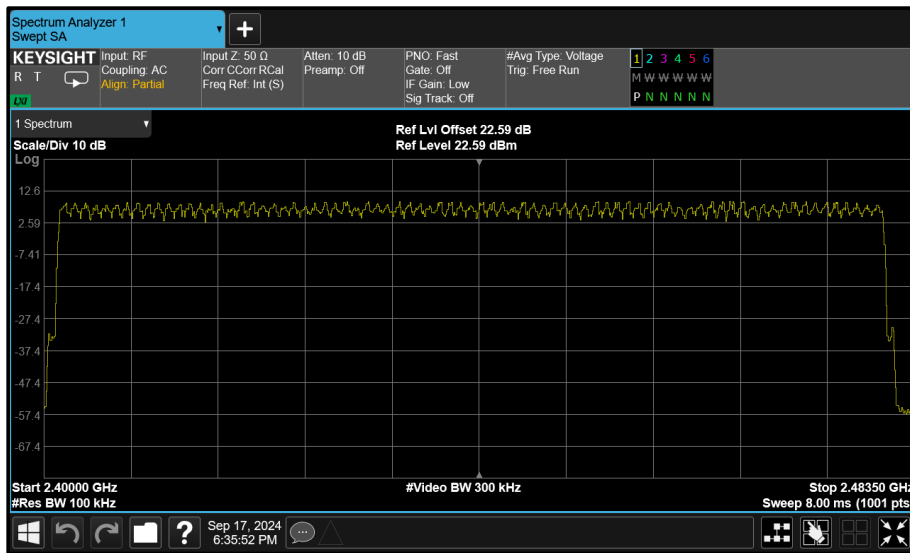 Spectrum Analyzer 1
Swept SA
KEYSIGHT
R T
LXI
Input: RF
Coupling: AC
Align: Partial
Input Z: 50 Ω
Corr CCorr RCal
Freq Ref: Int (S)
Atten: 10 dB
Preamp: Off
PNO: Fast
Gate: Off
IF Gain: Low
Sig Track: Off
#Avg Type: Voltage
Trig: Free Run
1 2 3 4 5 6
M W W W W W
P N N N N N
1 Spectrum
Scale/Div 10 dB
Ref Lvl Offset 22.59 dB
Ref Level 22.59 dBm
Log
12.6
2.59
-7.41
-17.4
-27.4
-37.4
-47.4
-57.4
-67.4
Start 2.40000 GHz
#Res BW 100 kHz
#Video BW 300 kHz
Stop 2.48350 GHz
Sweep 8.00 ms (1001 pts
?
Sep 17, 2024
6:35:52 PM